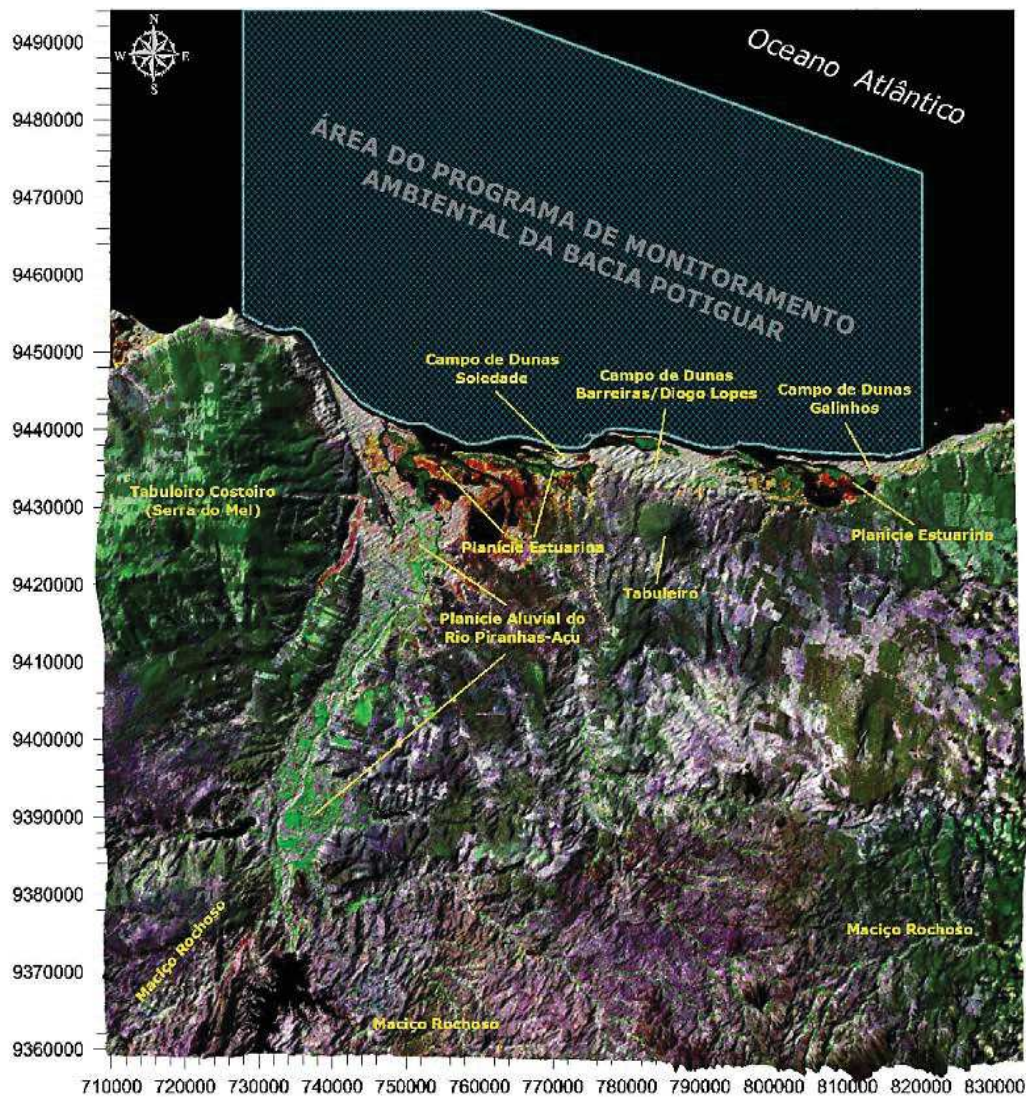 N
W E
S
Oceano Atlântico
ÁREA DO PROGRAMA DE MONITORAMENTO
AMBIENTAL DA BACIA POTIGUAR
Campo de Dunas
Soledade
Campo de Dunas
Barreiras/Diogo Lopes
Campo de Dunas
Galinhos
Tabuleiro Costeiro
(Serra do Mel)
Planície Estuarina
Planície Estuarina
Tabuleiro
Planície Aluvial do
Rio Piranhas-Açu
Maciço Rochoso
Maciço Rochoso
Maciço Rochoso
9490000
9480000
9470000
9460000
9450000
9440000
9430000
9420000
9410000
9400000
9390000
9380000
9370000
9360000
710000 720000 730000 740000 750000 760000 770000 780000 790000 800000 810000 820000 830000